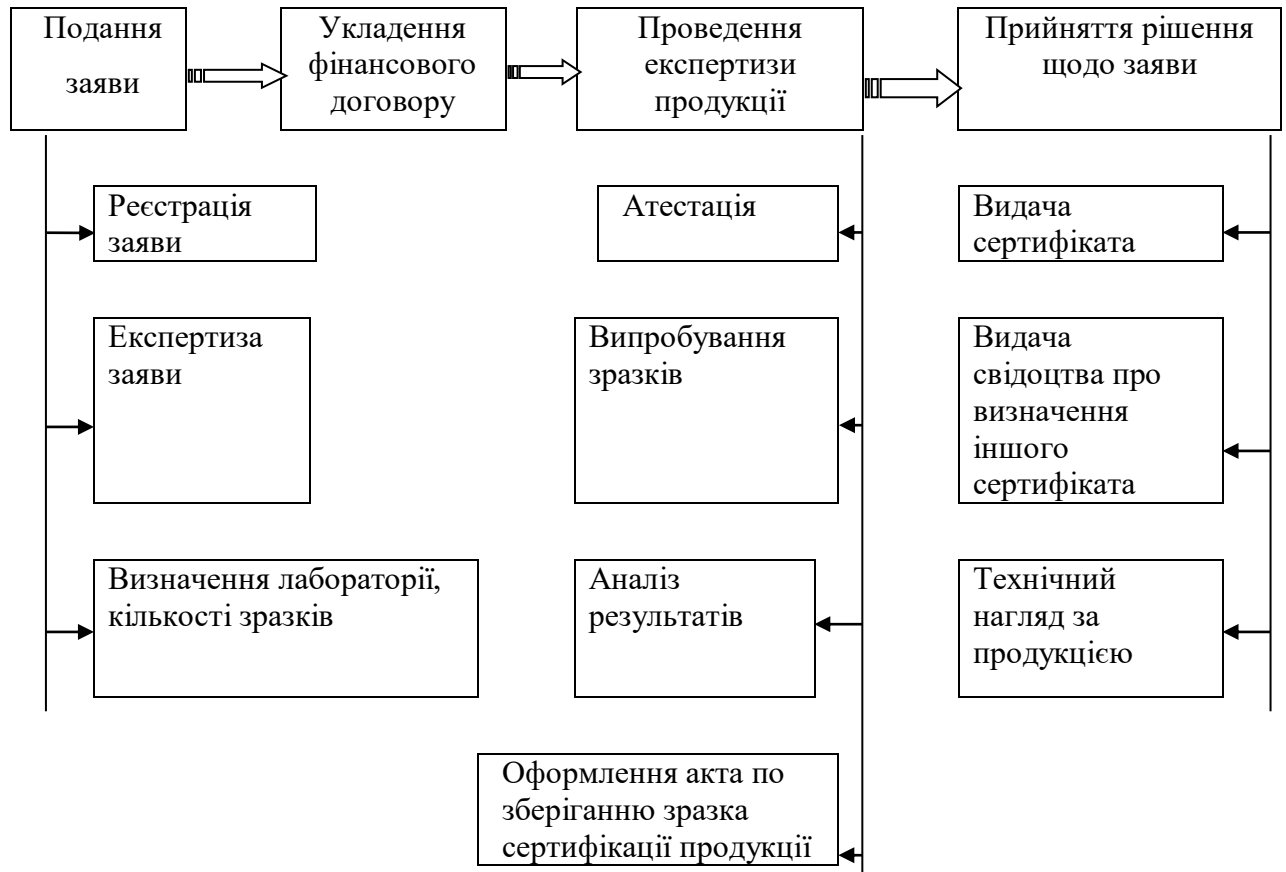 Подання
заяви
Укладення
фінансового
договору
Проведення
експертизи
продукції
Прийняття рішення
щодо заяви
Реєстрація
заяви
Атестація
Видача
сертифіката
Експертиза
заяви
Випробування
зразків
Видача
свідоцтва про
визначення
іншого
сертифіката
Визначення лабораторії,
кількості зразків
Аналіз
результатів
Технічний
нагляд за
продукцією
Оформлення акта по
зберіганню зразка
сертифікації продукції